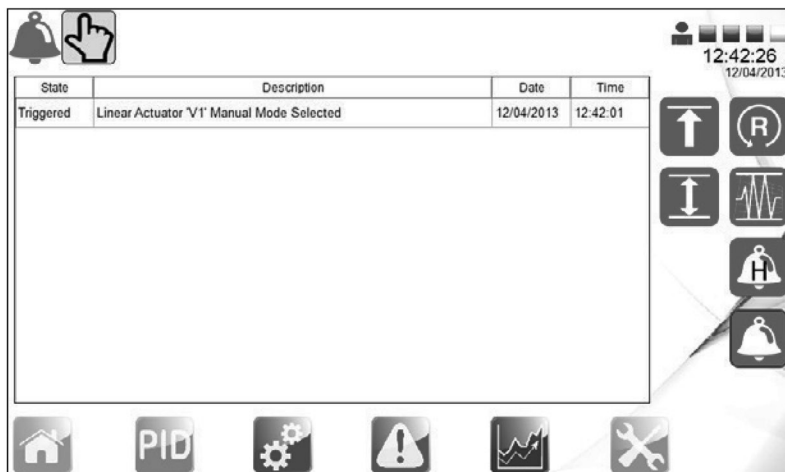 12:42:26
12/04/2013
State Description Date Time
Triggered Linear Actuator 'V1' Manual Mode Selected 12/04/2013 12:42:01
R
H
PID